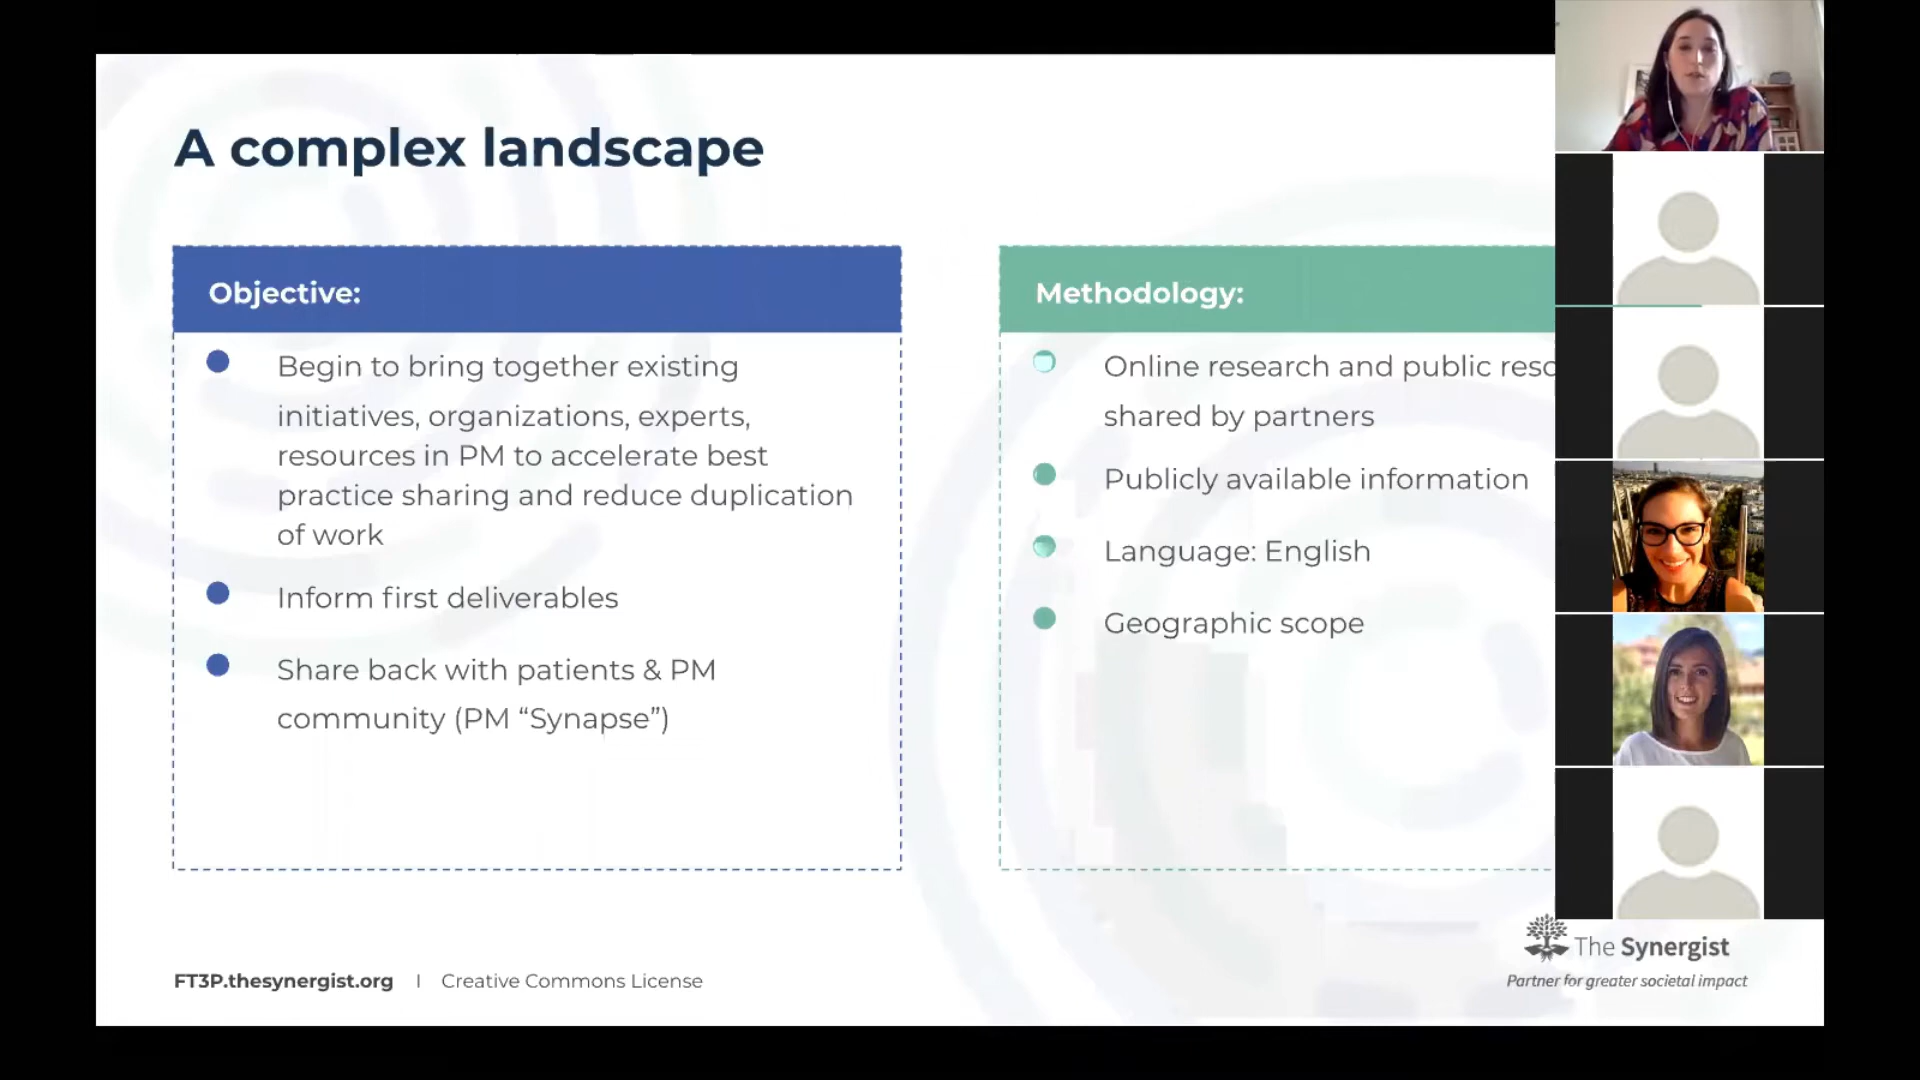 A complex landscape
Objective:
Begin to bring together existing
initiatives, organizations, experts,
resources in PM to accelerate best
practice sharing and reduce duplication
of work
Inform first deliverables
Share back with patients & PM
community (PM “Synapse”)
Methodology:
Online research and public
shared by partners
Publicly available information
Language: English
Geographic scope
FT3P.thesynergist.org | Creative Commons License
The Synergist
Partner for greater societal impact